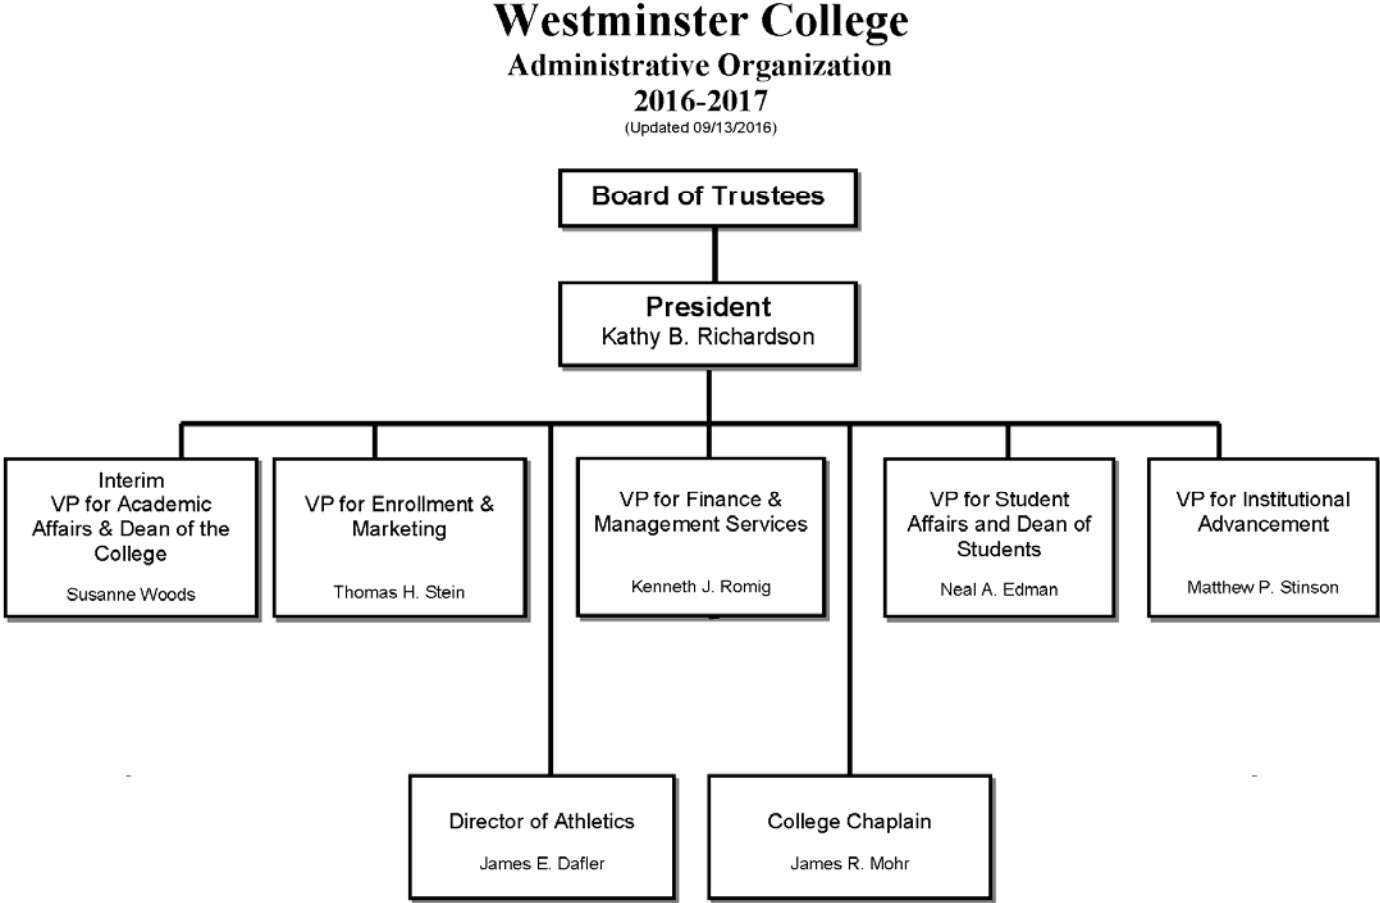 Westminster College
Administrative Organization
2016-2017
(Updated 09/13/2016)
Board of Trustees
President
Kathy B. Richardson
Interim
VP for Academic
Affairs & Dean of the
College
Susanne Woods
VP for Enrollment &
Marketing
Thomas H. Stein
VP for Finance &
Management Services
Kenneth J. Romig
VP for Student
Affairs and Dean of
Students
Neal A. Edman
VP for Institutional
Advancement
Matthew P. Stinson
Director of Athletics
James E. Dafler
College Chaplain
James R. Mohr